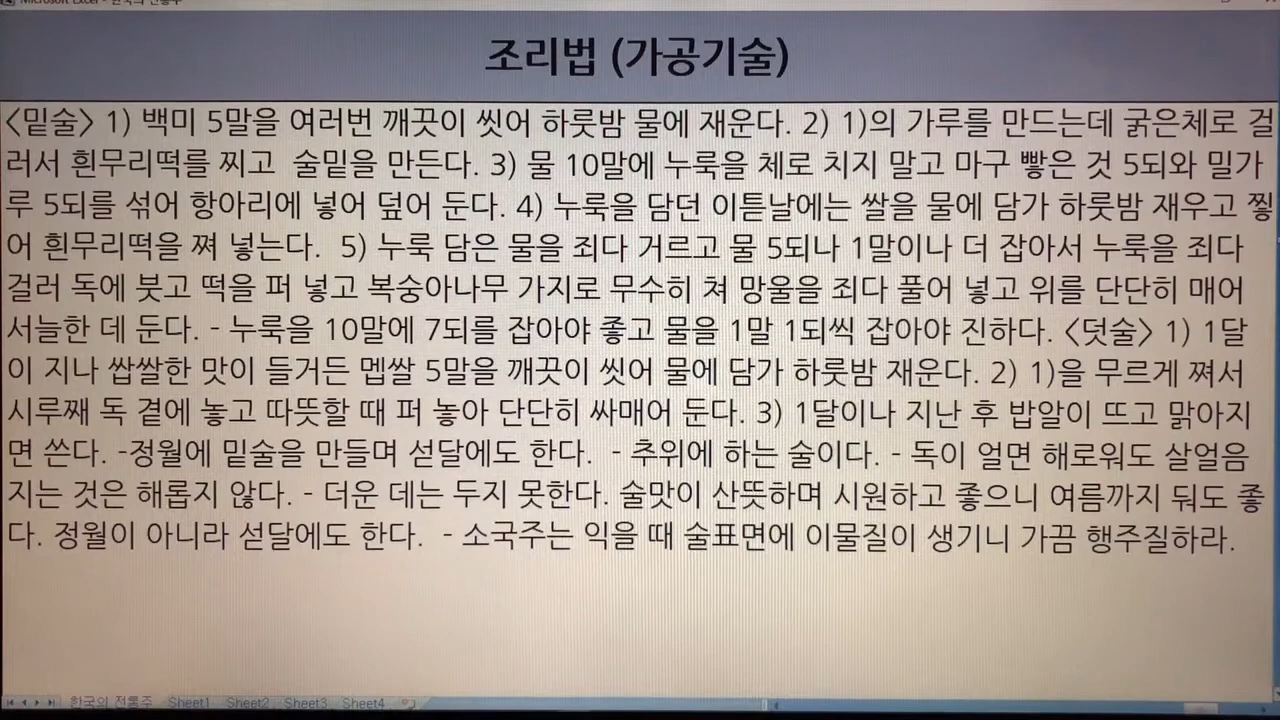 조리법 (가공기술)
<밑술> 1) 백미 5말을 여러번 깨끗이 씻어 하룻밤 물에 재운다. 2) 1)의 가루를 만드는데 굵은체로 걸
러서 흰무리떡를 찌고  술밑을 만든다. 3) 물 10말에 누룩을 체로 치지 말고 마구 빻은 것 5되와 밀가
루 5되를 섞어 항아리에 넣어 덮어 둔다. 4) 누룩을 담던 이튿날에는 쌀을 물에 담가 하룻밤 재우고 찧
어 흰무리떡을 쪄 넣는다.  5) 누룩 담은 물을 죄다 거르고 물 5되나 1말이나 더 잡아서 누룩을 죄다
걸러 독에 붓고 떡을 퍼 넣고 복숭아나무 가지로 무수히 쳐 망울을 죄다 풀어 넣고 위를 단단히 매어
서늘한 데 둔다. - 누룩을 10말에 7되를 잡아야 좋고 물을 1말 1되씩 잡아야 진하다. <덧술> 1) 1달
이 지나 쌉쌀한 맛이 들거든 멥쌀 5말을 깨끗이 씻어 물에 담가 하룻밤 재운다. 2) 1)을 무르게 쪄서
시루째 독 곁에 놓고 따뜻할 때 퍼 놓아 단단히 싸매어 둔다. 3) 1달이나 지난 후 밥알이 뜨고 맑아지
면 쓴다. -정월에 밑술을 만들며 섣달에도 한다.  - 추위에 하는 술이다. - 독이 얼면 해로워도 살얼음
지는 것은 해롭지 않다. - 더운 데는 두지 못한다. 술맛이 산뜻하며 시원하고 좋으니 여름까지 둬도 좋
다. 정월이 아니라 섣달에도 한다.  - 소국주는 익을 때 술표면에 이물질이 생기니 가끔 행주질하라.
한국의 전통주 Sheet1 Sheet2 Sheet3 Sheet4